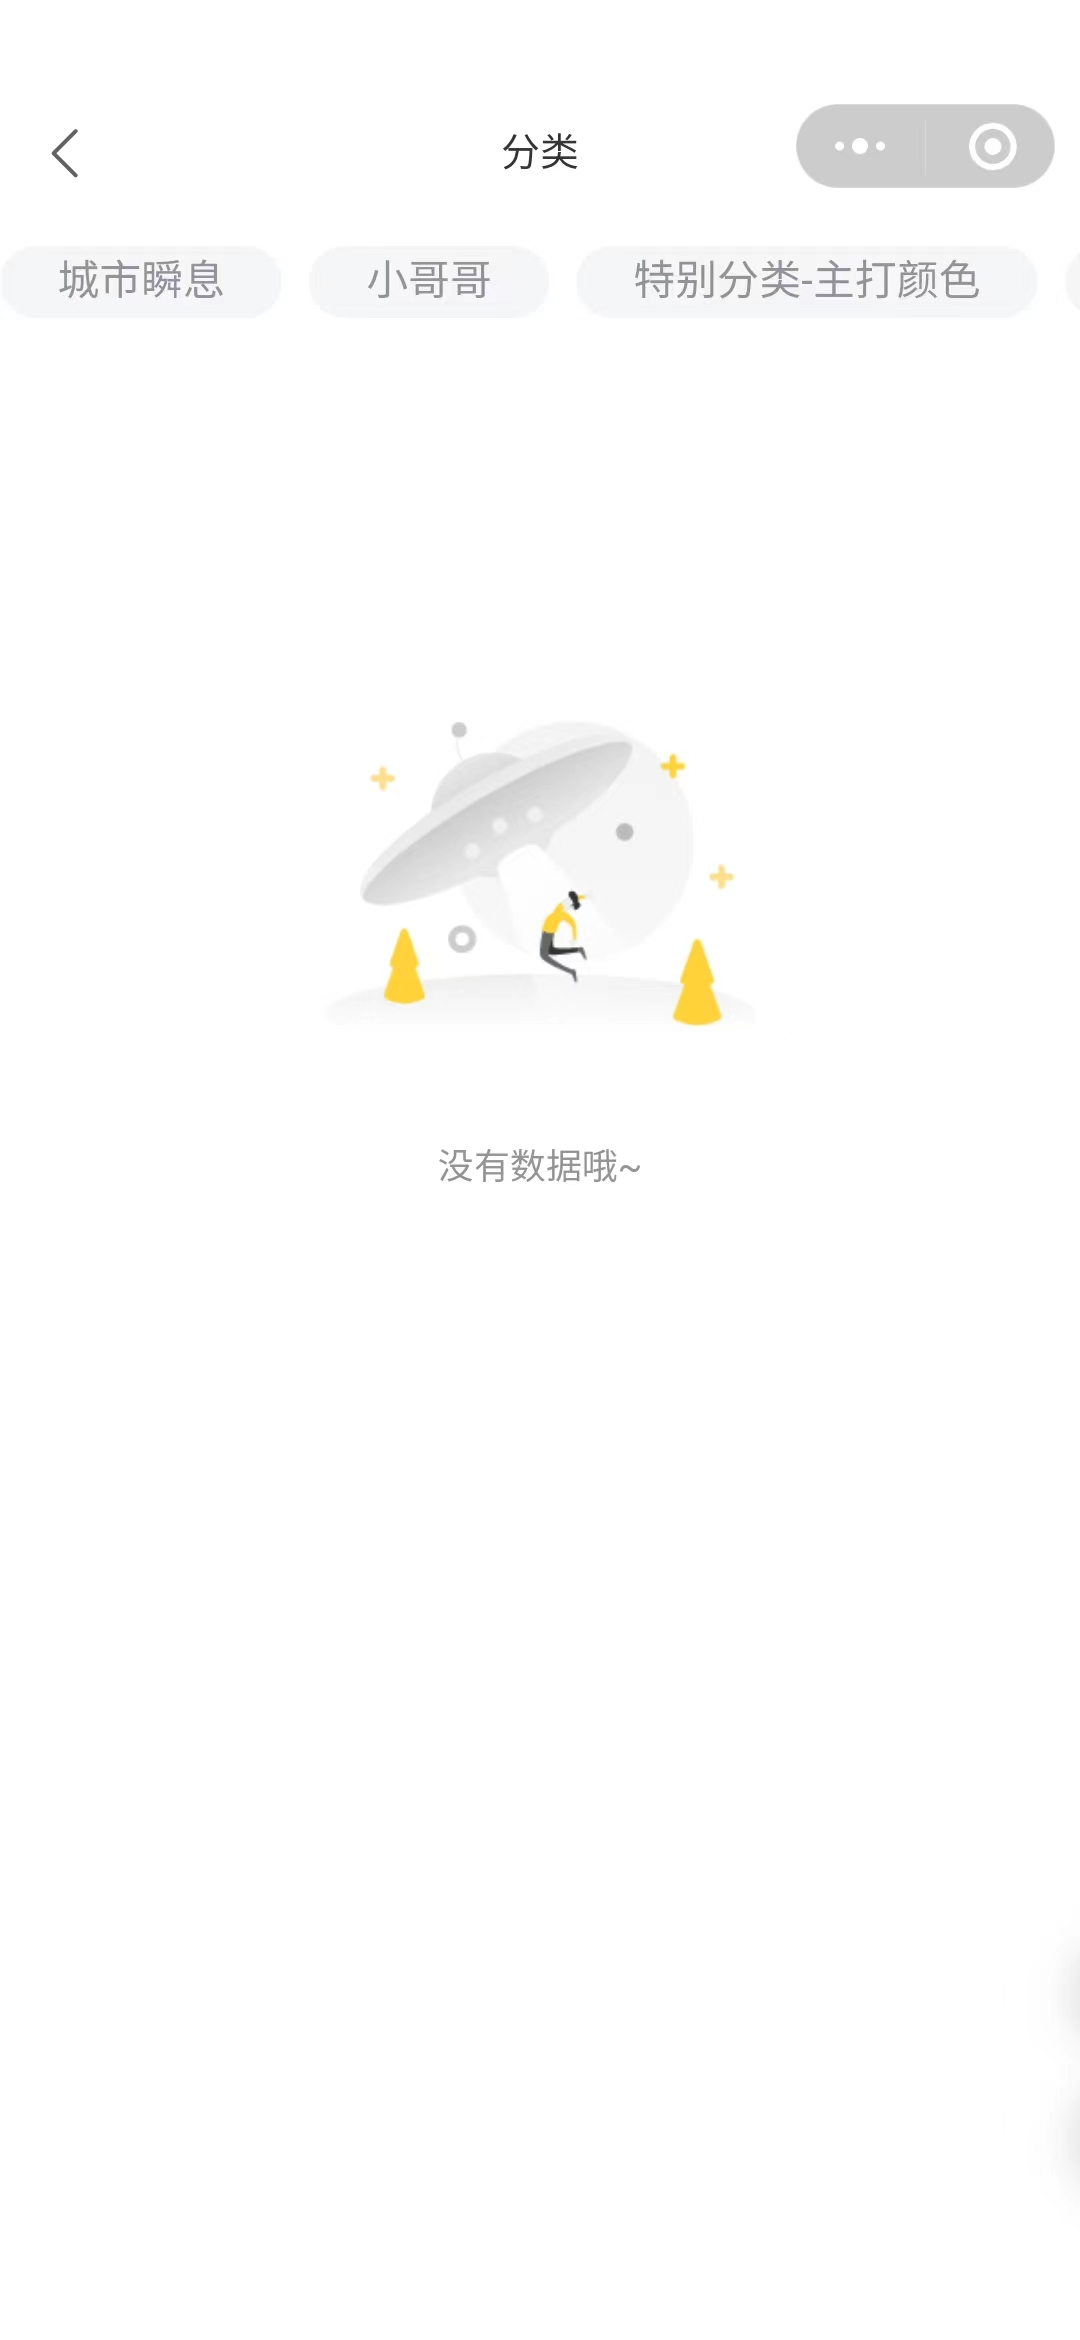 分类
城市瞬息
小哥哥
特别分类-主打颜色
没有数据哦~